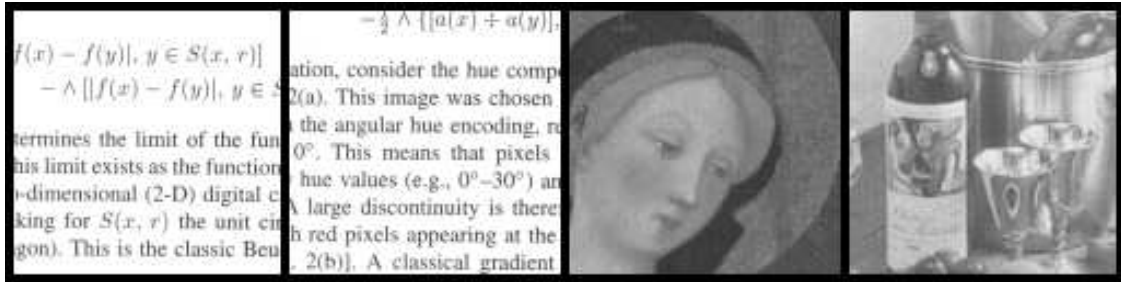 f(x) − f(y)|, y ∈ S(x, r)]
− ∧ [|f(x) − f(y)|, y ∈
termines the limit of the fun
his limit exists as the function
-dimensional (2-D) digital
king for S(x, r) the unit cir
gon). This is the classic Beu
−½ ∧ {[a(x) ÷ a(y)],
ation, consider the hue comp
2(a). This image was chosen
the angular hue encoding, re
0°. This means that pixels
hue values (e.g., 0°–30°) an
A large discontinuity is there
h red pixels appearing at the
. 2(b)]. A classical gradient